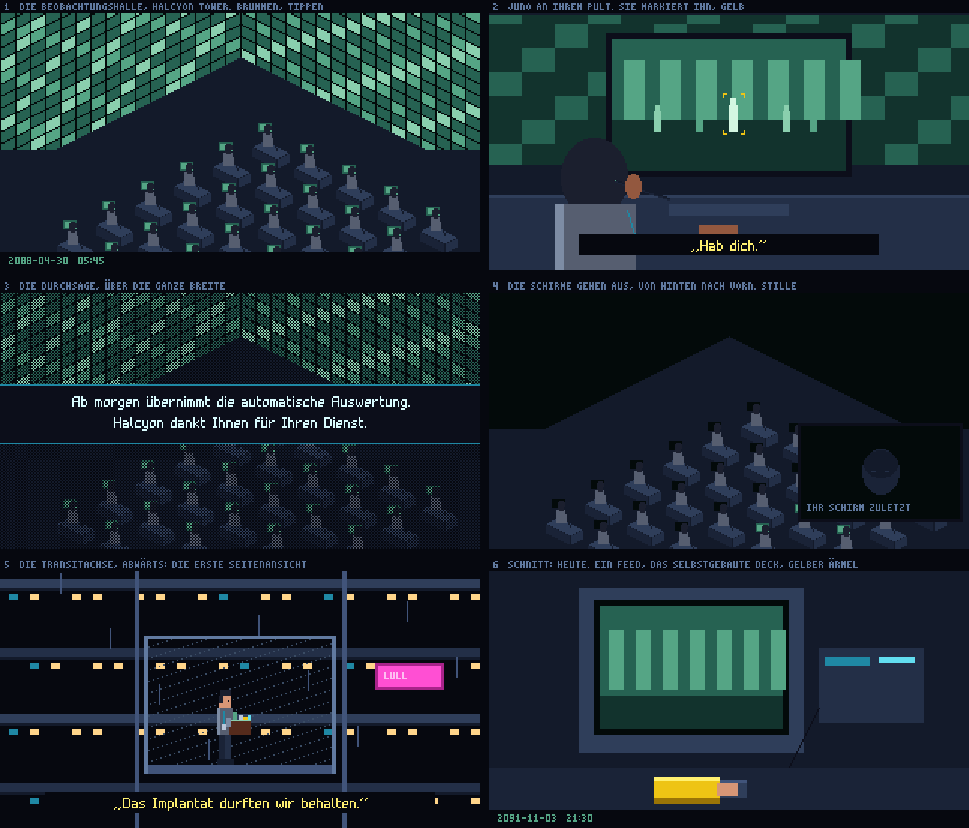 1 DIE BEOBACHTUNGSHALLE, HALCYON TOWER. BRUMMEN, TIPPEN
2088-04-30 05:45
2 JUNO AN IHREM PULT. SIE MARKIERT IHN, GELB
„Hab dich.“
3 DIE DURCHSAGE, ÜBER DIE GANZE BREITE
Ab morgen übernimmt die automatische Auswertung.
Halcyon dankt Ihnen für Ihren Dienst.
4 DIE SCHIRME GEHEN AUS, VON HINTEN NACH VORN. STILLE
IHR SCHIRM ZULETZT
5 DIE TRANSITACHSE, ABWÄRTS: DIE ERSTE SEITENANSICHT
LULL
„Das Implantat durften wir behalten.“
6 SCHNITT: HEUTE. EIN FEED, DAS SELBSTGEBAUTE DECK, GELBER ÄRMEL
2091-11-03 21:30